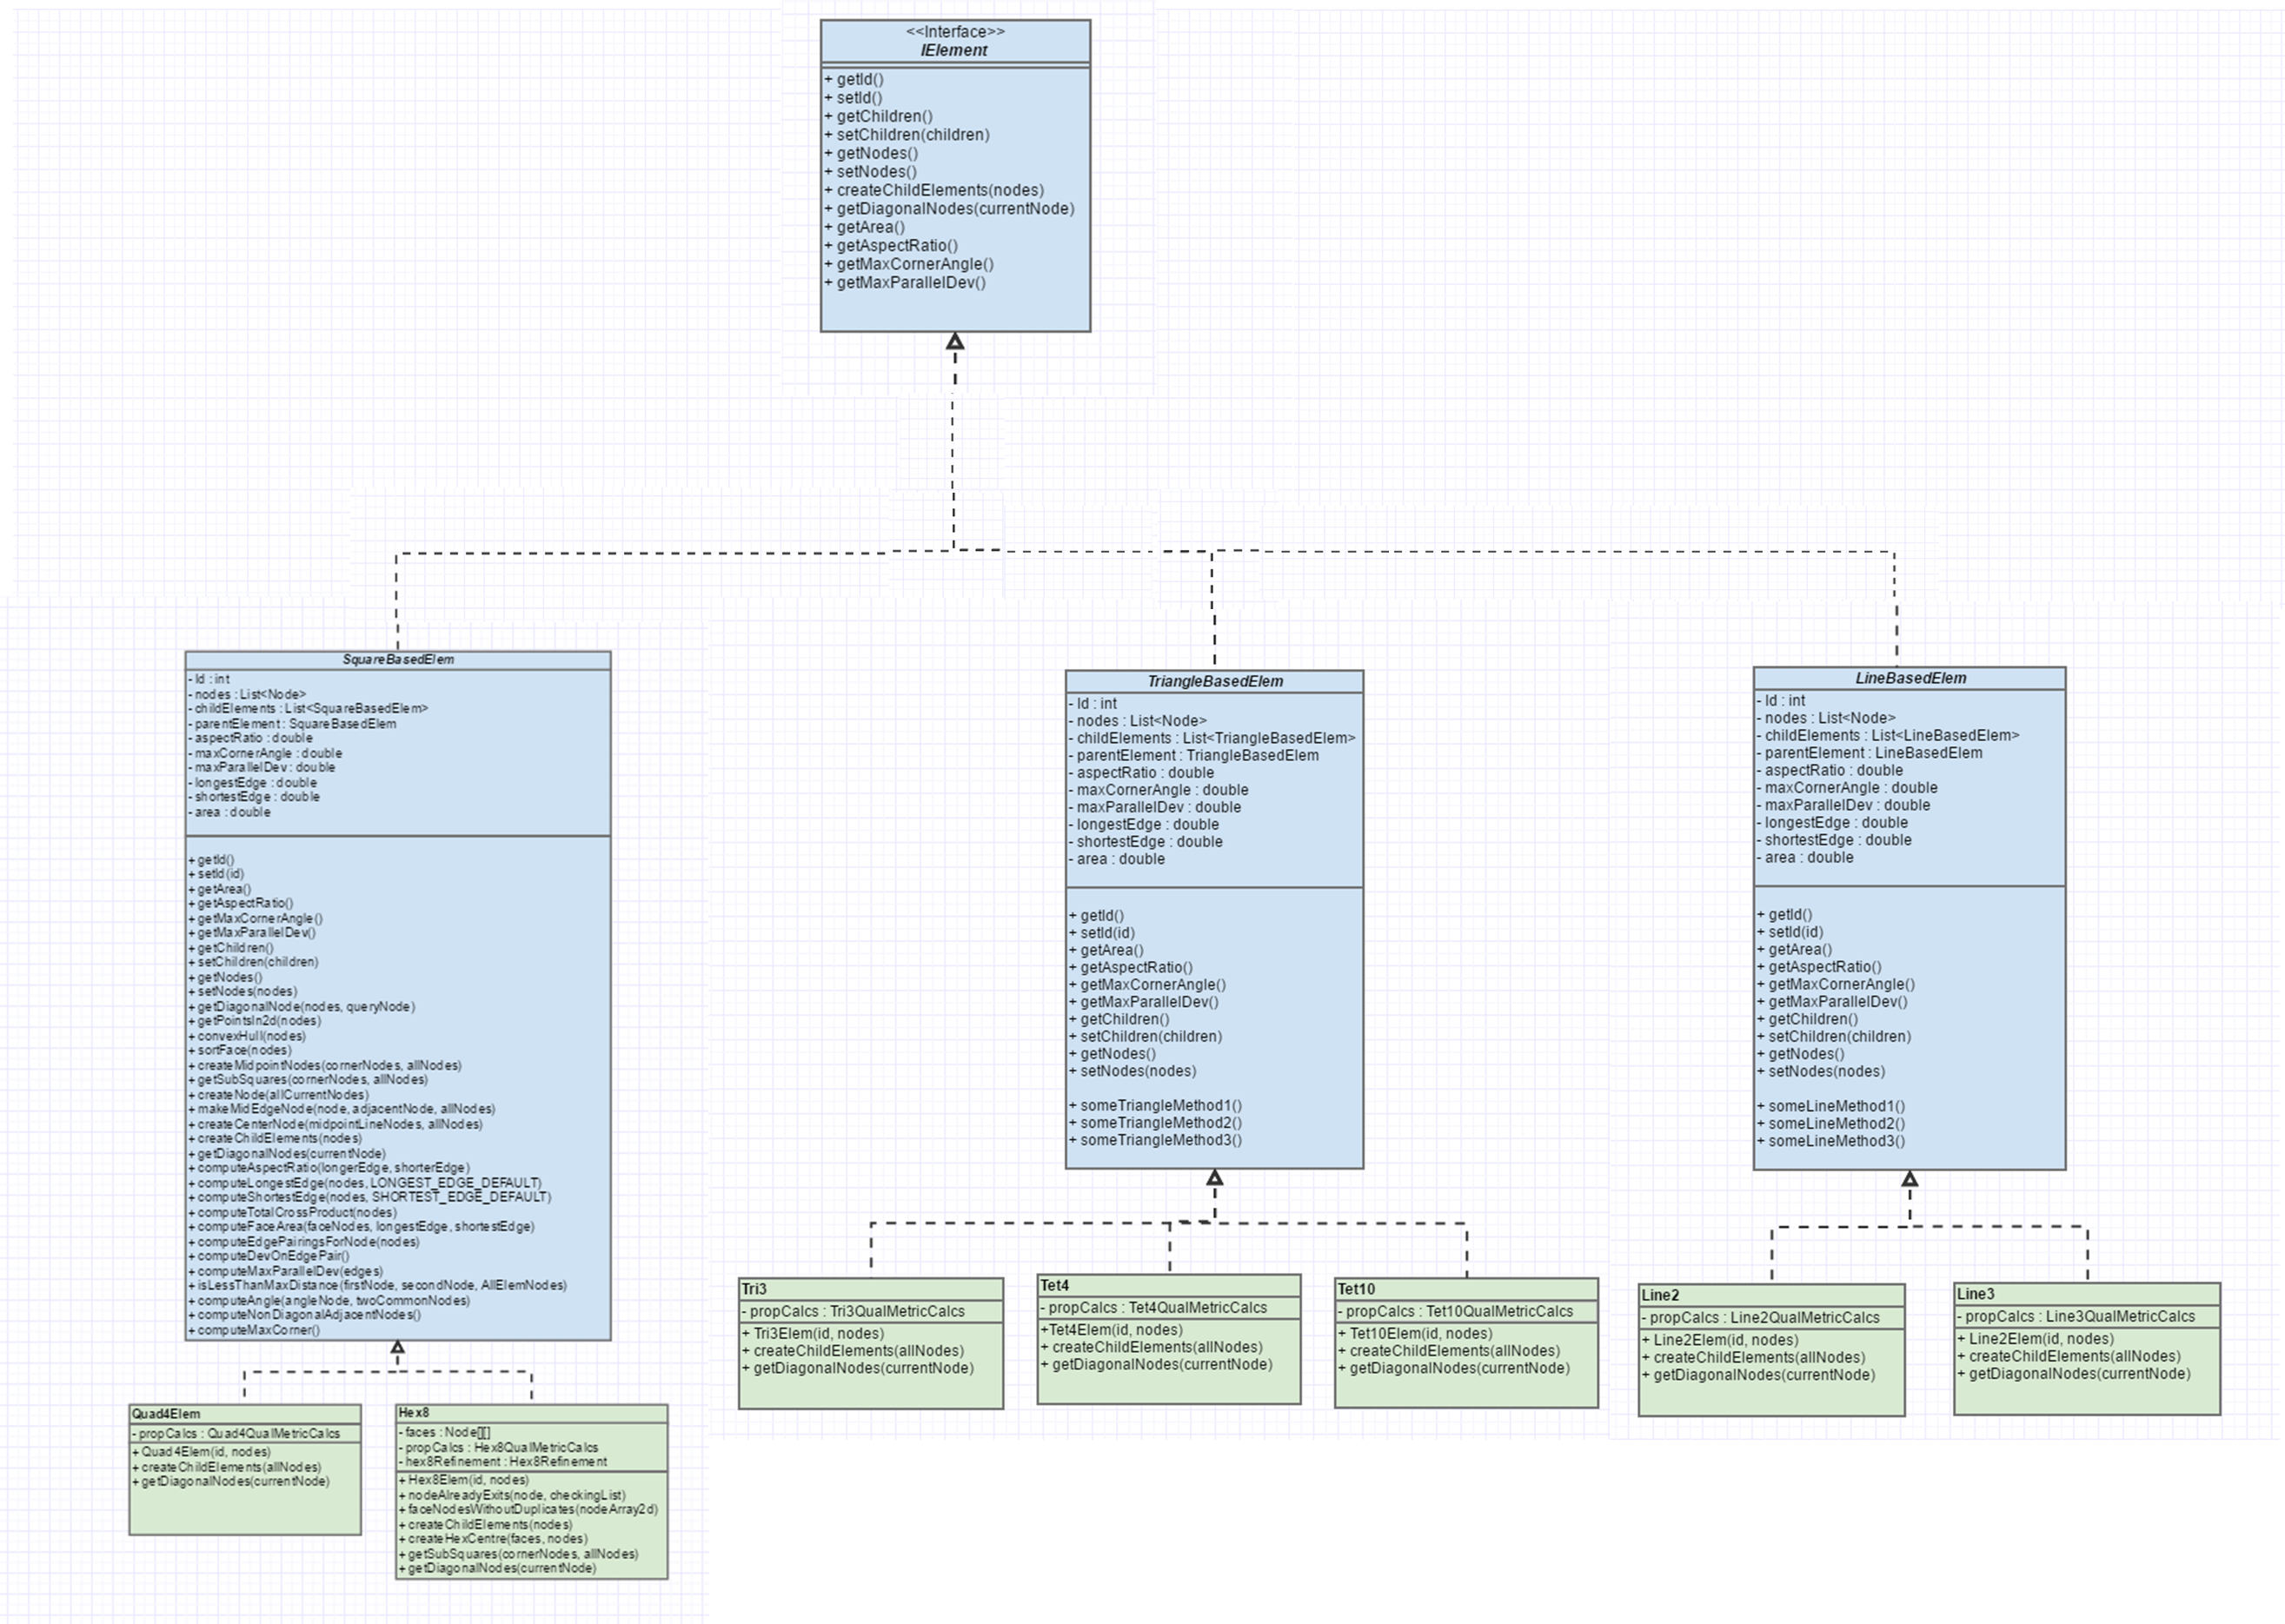 <<Interface>>
IElement
+ getId()
+ setId()
+ getChildren()
+ setChildren(children)
+ getNodes()
+ setNodes()
+ createChildElements(nodes)
+ getDiagonalNodes(currentNode)
+ getArea()
+ getAspectRatio()
+ getMaxCornerAngle()
+ getMaxParallelDev()
SquareBasedElem
- Id : int
- nodes : List<Node>
- childElements : List<SquareBasedElem>
- parentElement : SquareBasedElem
- aspectRatio : double
- maxCornerAngle : double
- maxParallelDev : double
- longestEdge : double
- shortestEdge : double
- area : double
+ getId()
+ setId(id)
+ getArea()
+ getAspectRatio()
+ getMaxCornerAngle()
+ getMaxParallelDev()
+ getChildren()
+ setChildren(children)
+ getNodes()
+ setNodes(nodes)
+ getDiagonalNode(nodes, queryNode)
+ getPointsIn2d(nodes)
+ convexHull(nodes)
+ sortFace(nodes)
+ createMidpointNodes(cornerNodes, allNodes)
+ getSubSquares(cornerNodes, allNodes)
+ createNode(allCurrentNodes)
+ makeMidEdgeNode(node, adjacentNode, allNodes)
+ createCenterNode(midpointLineNodes, allNodes)
+ createChildElements(nodes)
+ getDiagonalNodes(currentNode)
+ computeAspectRatio(longerEdge, shorterEdge)
+ computeLongestEdge(nodes, LONGEST_EDGE_DEFAULT)
+ computeShortestEdge(nodes, SHORTEST_EDGE_DEFAULT)
+ computeTotalCrossProduct(nodes)
+ computeFaceArea(faceNodes, longestEdge, shortestEdge)
+ computeEdgePairingsForNode(nodes)
+ computeDevOnEdgePair()
+ computeMaxParallelDev(edges)
+ isLessThanMaxDistance(firstNode, secondNode, AllElemNodes)
+ computeAngle(angleNode, twoCommonNodes)
+ computeNonDiagonalAdjacentNodes()
+ computeMaxCorner()
TriangleBasedElem
- Id : int
- nodes : List<Node>
- childElements : List<TriangleBasedElem>
- parentElement : TriangleBasedElem
- aspectRatio : double
- maxCornerAngle : double
- maxParallelDev : double
- longestEdge : double
- shortestEdge : double
- area : double
+ getId()
+ setId(id)
+ getArea()
+ getAspectRatio()
+ getMaxCornerAngle()
+ getMaxParallelDev()
+ getChildren()
+ setChildren(children)
+ getNodes()
+ setNodes(nodes)
+ someTriangleMethod1()
+ someTriangleMethod2()
+ someTriangleMethod3()
LineBasedElem
- Id : int
- nodes : List<Node>
- childElements : List<LineBasedElem>
- parentElement : LineBasedElem
- aspectRatio : double
- maxCornerAngle : double
- maxParallelDev : double
- longestEdge : double
- shortestEdge : double
- area : double
+ getId()
+ setId(id)
+ getArea()
+ getAspectRatio()
+ getMaxCornerAngle()
+ getMaxParallelDev()
+ getChildren()
+ setChildren(children)
+ getNodes()
+ setNodes(nodes)
+ someLineMethod1()
+ someLineMethod2()
+ someLineMethod3()
Quad4Elem
- propCalcs : Quad4QualMetricCalcs
+ Quad4Elem(id, nodes)
+ createChildElements(allNodes)
+ getDiagonalNodes(currentNode)
Hex8
- faces : Node[][]
- propCalcs : Hex8QualMetricCalcs
- hex8Refinement : Hex8Refinement
+ Hex8Elem(id, nodes)
+ nodeAlreadyExits(node, checkingList)
+ faceNodesWithoutDuplicates(nodeArray2d)
+ createChildElements(nodes)
+ createHexCentre(faces, nodes)
+ getSubSquares(cornerNodes, allNodes)
+ getDiagonalNodes(currentNode)
Tri3
- propCalcs : Tri3QualMetricCalcs
+ Tri3Elem(id, nodes)
+ createChildElements(allNodes)
+ getDiagonalNodes(currentNode)
Tet4
- propCalcs : Tet4QualMetricCalcs
+Tet4Elem(id, nodes)
+ createChildElements(allNodes)
+ getDiagonalNodes(currentNode)
Tet10
- propCalcs : Tet10QualMetricCalcs
+ Tet10Elem(id, nodes)
+ createChildElements(allNodes)
+ getDiagonalNodes(currentNode)
Line2
- propCalcs : Line2QualMetricCalcs
+ Line2Elem(id, nodes)
+ createChildElements(allNodes)
+ getDiagonalNodes(currentNode)
Line3
- propCalcs : Line3QualMetricCalcs
+ Line2Elem(id, nodes)
+ createChildElements(allNodes)
+ getDiagonalNodes(currentNode)